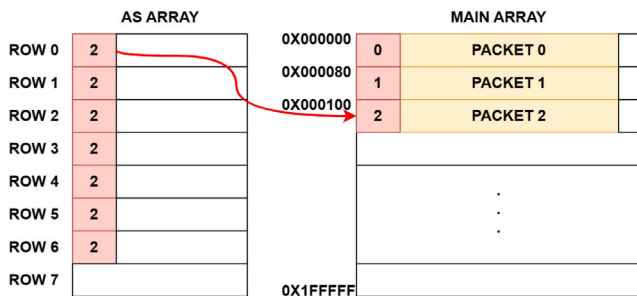 AS ARRAY
MAIN ARRAY
ROW 0 2
ROW 1 2
ROW 2 2
ROW 3 2
ROW 4 2
ROW 5 2
ROW 6 2
ROW 7
0X000000
0 PACKET 0
0X000080
1 PACKET 1
0X000100
2 PACKET 2
0X1FFFFF